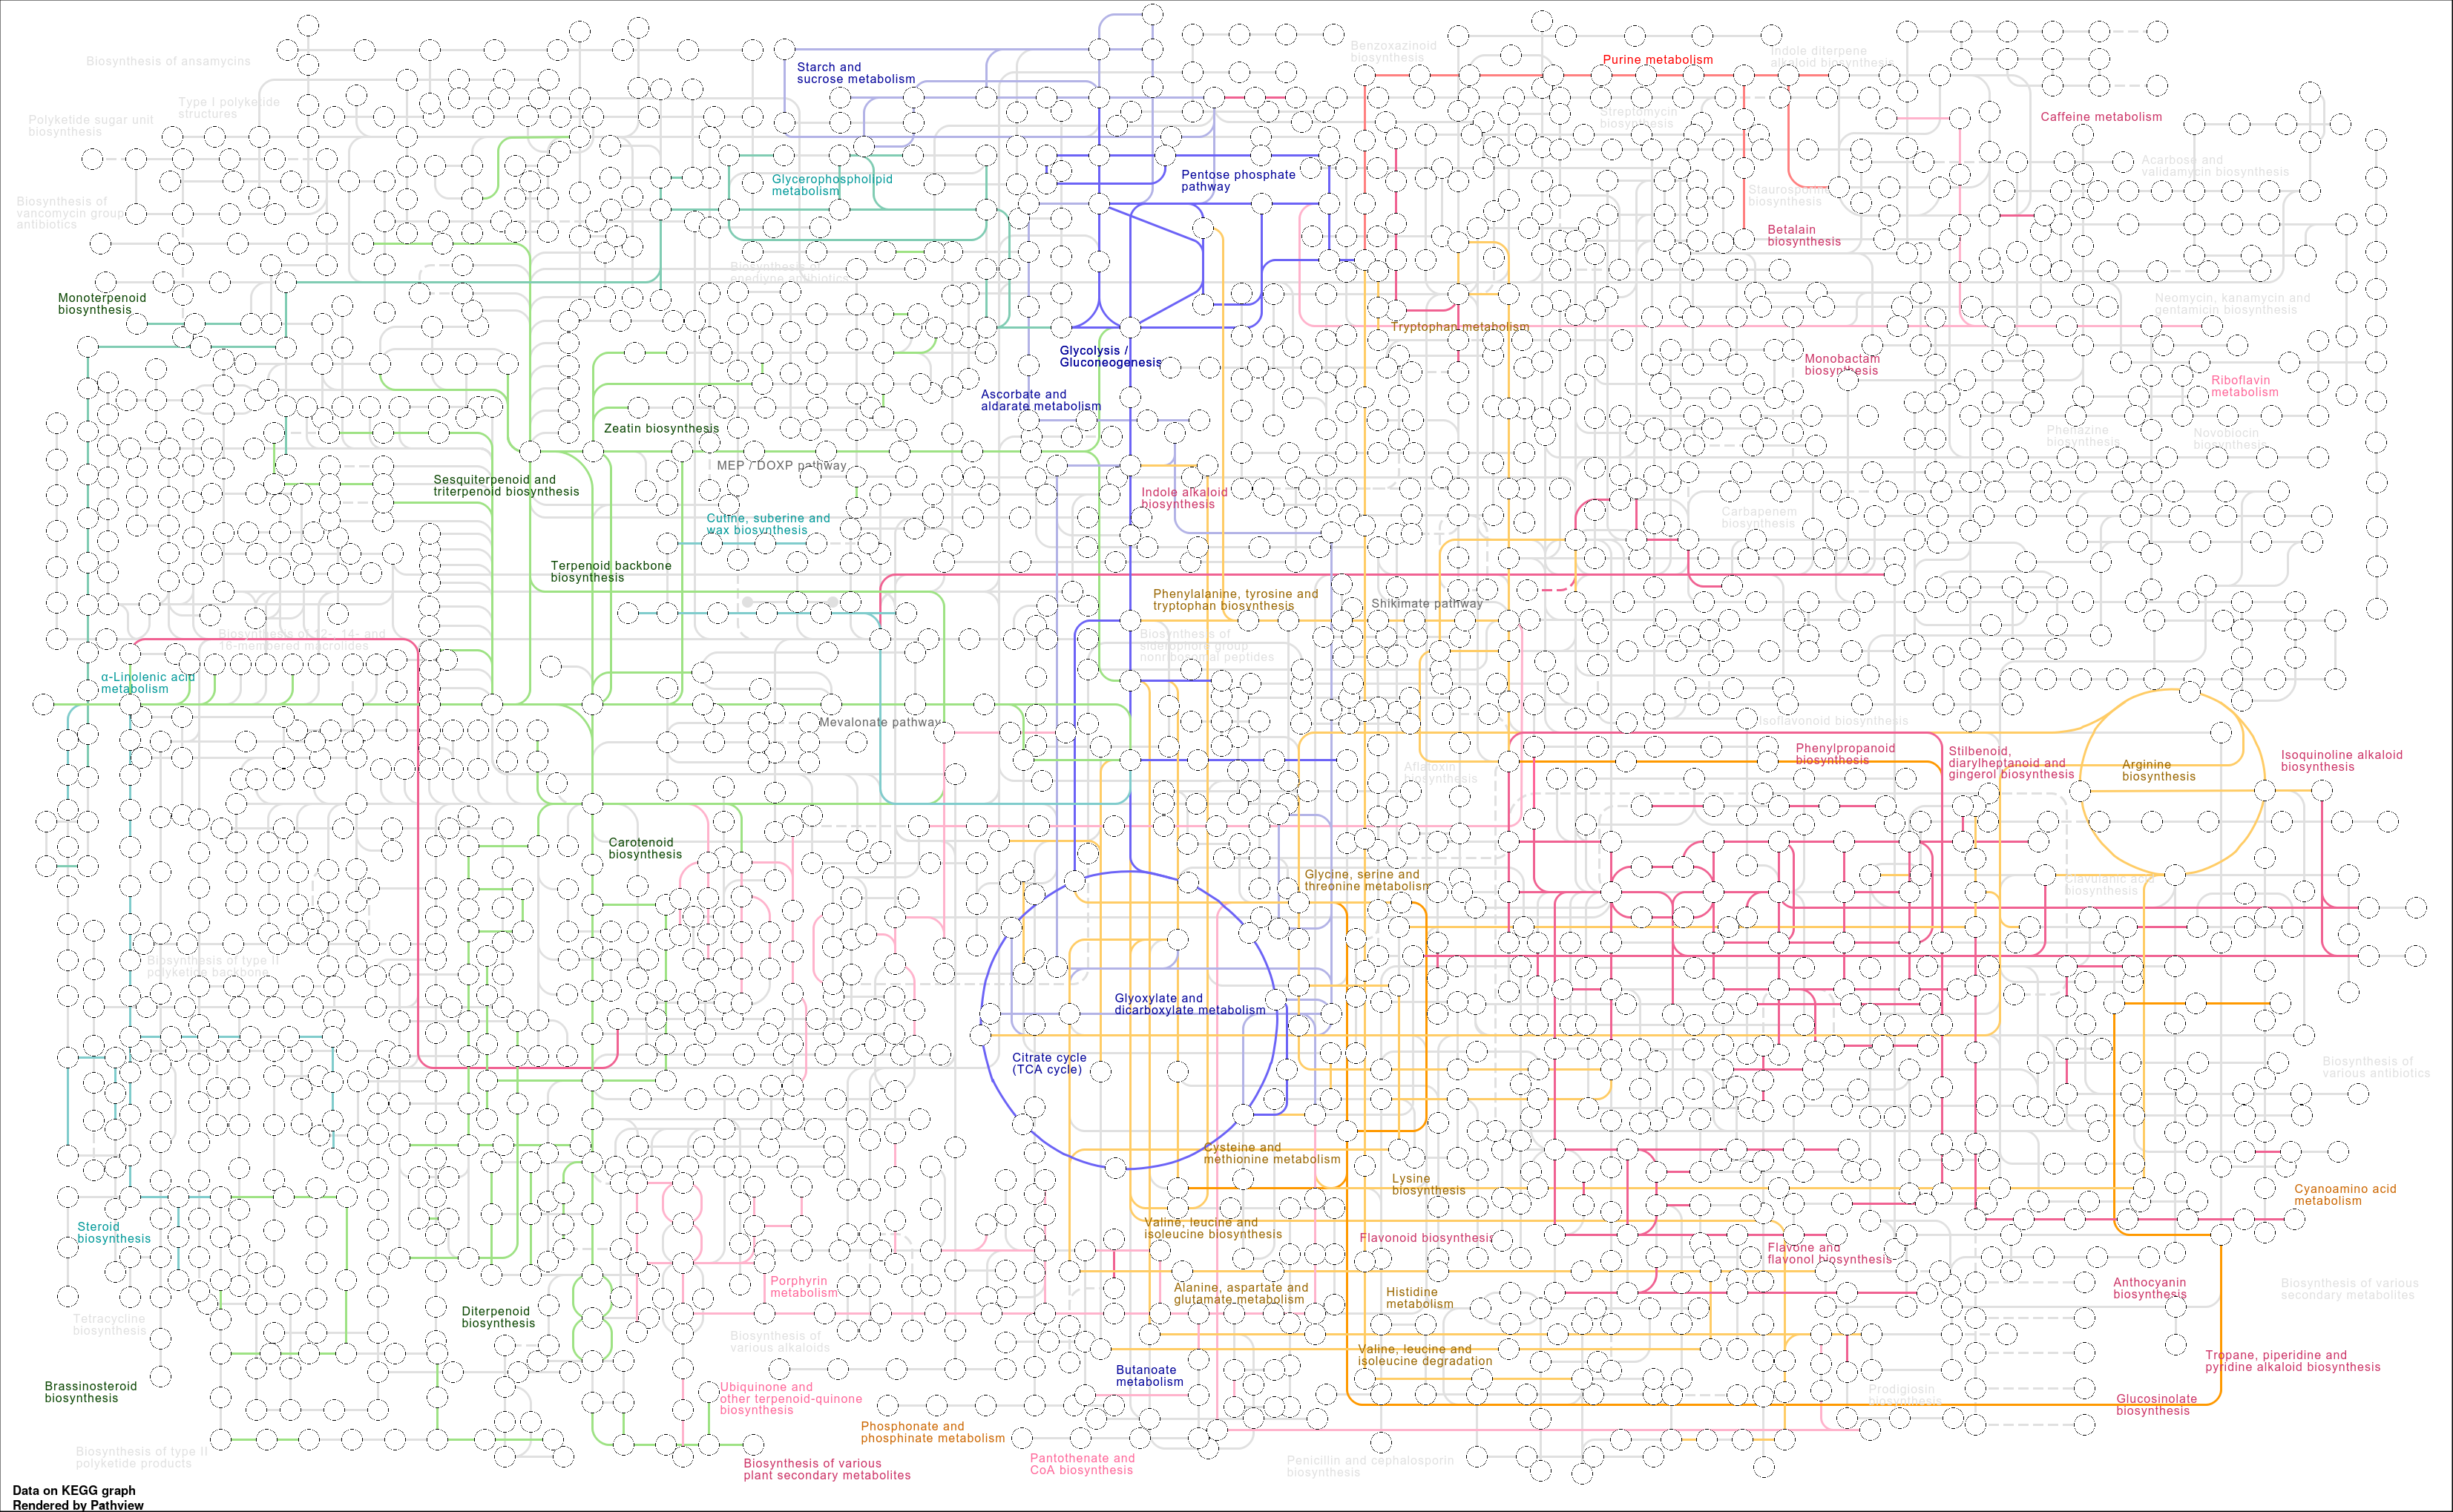 Benzoxazinoid
biosynthesis
Indole diterpene
alkaloid biosynthesis
Biosynthesis of ansamycins
Purine metabolism
Starch and
sucrose metabolism
Type I polyketide
structures
Streptomycin
biosynthesis
Caffeine metabolism
Polyketide sugar unit
biosynthesis
Acarbose and
validamycin biosynthesis
Pentose phosphate
pathway
Glycerophospholipid
metabolism
Staurosporine
biosynthesis
Biosynthesis of
vancomycin group
antibiotics
Betalain
biosynthesis
Biosynthesis of
enediyne antibiotics
Monoterpenoid
biosynthesis
Neomycin, kanamycin and
gentamicin biosynthesis
Tryptophan metabolism
Glycolysis /
Gluconeogenesis
Monobactam
biosynthesis
Riboflavin
metabolism
Ascorbate and
aldarate metabolism
Zeatin biosynthesis
Phenazine
biosynthesis
Novobiocin
biosynthesis
MEP / DOXP pathway
Sesquiterpenoid and
triterpenoid biosynthesis
Indole alkaloid
biosynthesis
Carbapenem
biosynthesis
Cutine, suberine and
wax biosynthesis
Terpenoid backbone
biosynthesis
Phenylalanine, tyrosine and
tryptophan biosynthesis
Shikimate pathway
Biosynthesis of 12-, 14- and
16-membered macrolides
Biosynthesis of
siderophore group
nonribosomal peptides
α-Linolenic acid
metabolism
Mevalonate pathway
Isoflavonoid biosynthesis
Phenylpropanoid
biosynthesis
Stilbenoid,
diarylheptanoid and
gingerol biosynthesis
Isoquinoline alkaloid
biosynthesis
Aflatoxin
biosynthesis
Arginine
biosynthesis
Carotenoid
biosynthesis
Glycine, serine and
threonine metabolism
Clavulanic acid
biosynthesis
Biosynthesis of type II
polyketide backbone
Glyoxylate and
dicarboxylate metabolism
Citrate cycle
(TCA cycle)
Biosynthesis of
various antibiotics
Cysteine and
methionine metabolism
Lysine
biosynthesis
Cyanoamino acid
metabolism
Steroid
biosynthesis
Valine, leucine and
isoleucine biosynthesis
Flavonoid biosynthesis
Flavone and
flavonol biosynthesis
Porphyrin
metabolism
Alanine, aspartate and
glutamate metabolism
Histidine
metabolism
Anthocyanin
biosynthesis
Biosynthesis of various
secondary metabolites
Tetracycline
biosynthesis
Diterpenoid
biosynthesis
Biosynthesis of
various alkaloids
Valine, leucine and
isoleucine degradation
Tropane, piperidine and
pyridine alkaloid biosynthesis
Butanoate
metabolism
Brassinosteroid
biosynthesis
Ubiquinone and
other terpenoid-quinone
biosynthesis
Prodigiosin
biosynthesis
Glucosinolate
biosynthesis
Phosphonate and
phosphinate metabolism
Biosynthesis of type II
polyketide products
Biosynthesis of various
plant secondary metabolites
Pantothenate and
CoA biosynthesis
Penicillin and cephalosporin
biosynthesis
Data on KEGG graph
Rendered by Pathview